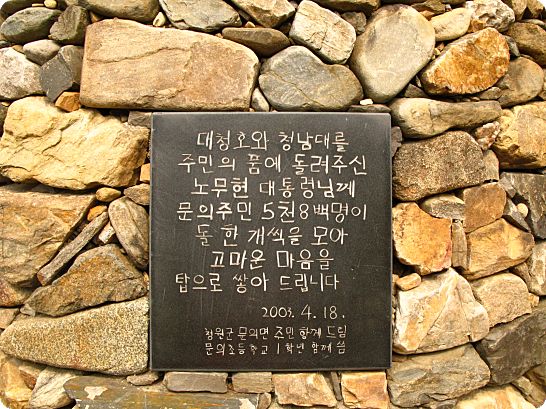 대청호와 청남대를
주민의 품에 돌려주신
노무현 대통령님께
문의주민 5천8백명이
돌 한 개씩을 모아
고마운 마음을
탑으로 쌓아 드립니다
2003. 4. 18.
청원군 문의면 주민 함께 드림
문의초등학교 1학년 함께 씀